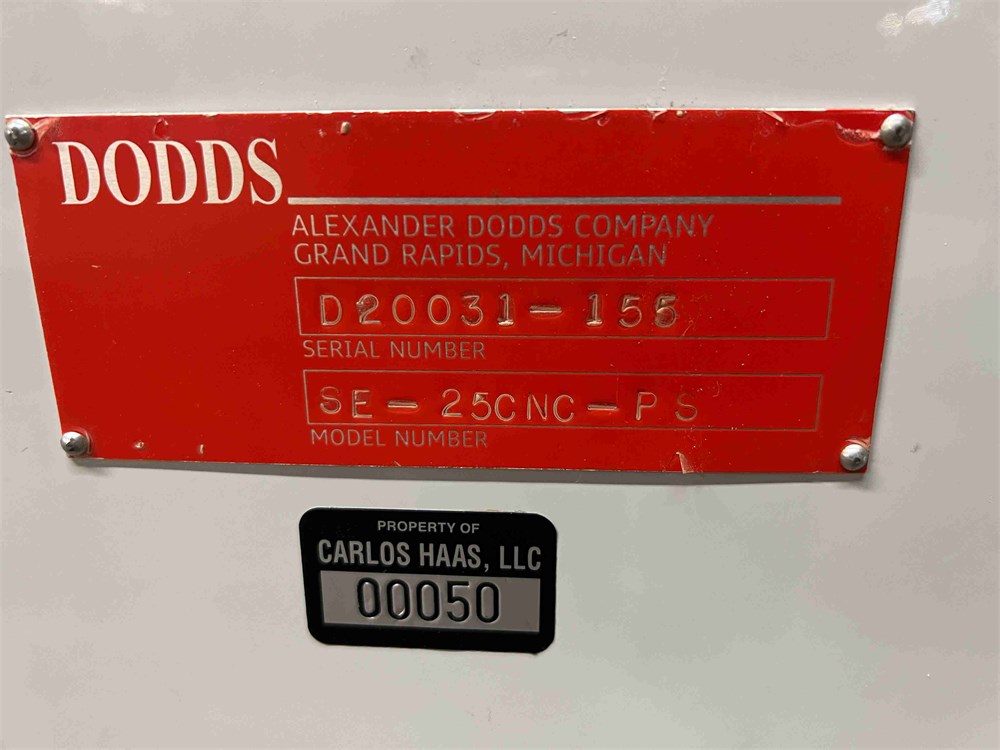 DODDS
ALEXANDER DODDS COMPANY
GRAND RAPIDS, MICHIGAN
D20031-155
SERIAL NUMBER
SE-25CNC-PS
MODEL NUMBER
PROPERTY OF
CARLOS HAAS, LLC
00050